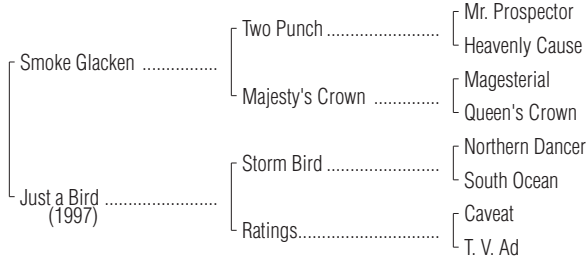 Mr. Prospector
Two Punch ........................
Heavenly Cause
Smoke Glacken ................
Magesterial
Majesty's Crown ..............
Queen's Crown
Northern Dancer
Storm Bird ........................
South Ocean
Just a Bird ........................
(1997)
Caveat
Ratings..............................
T. V. Ad